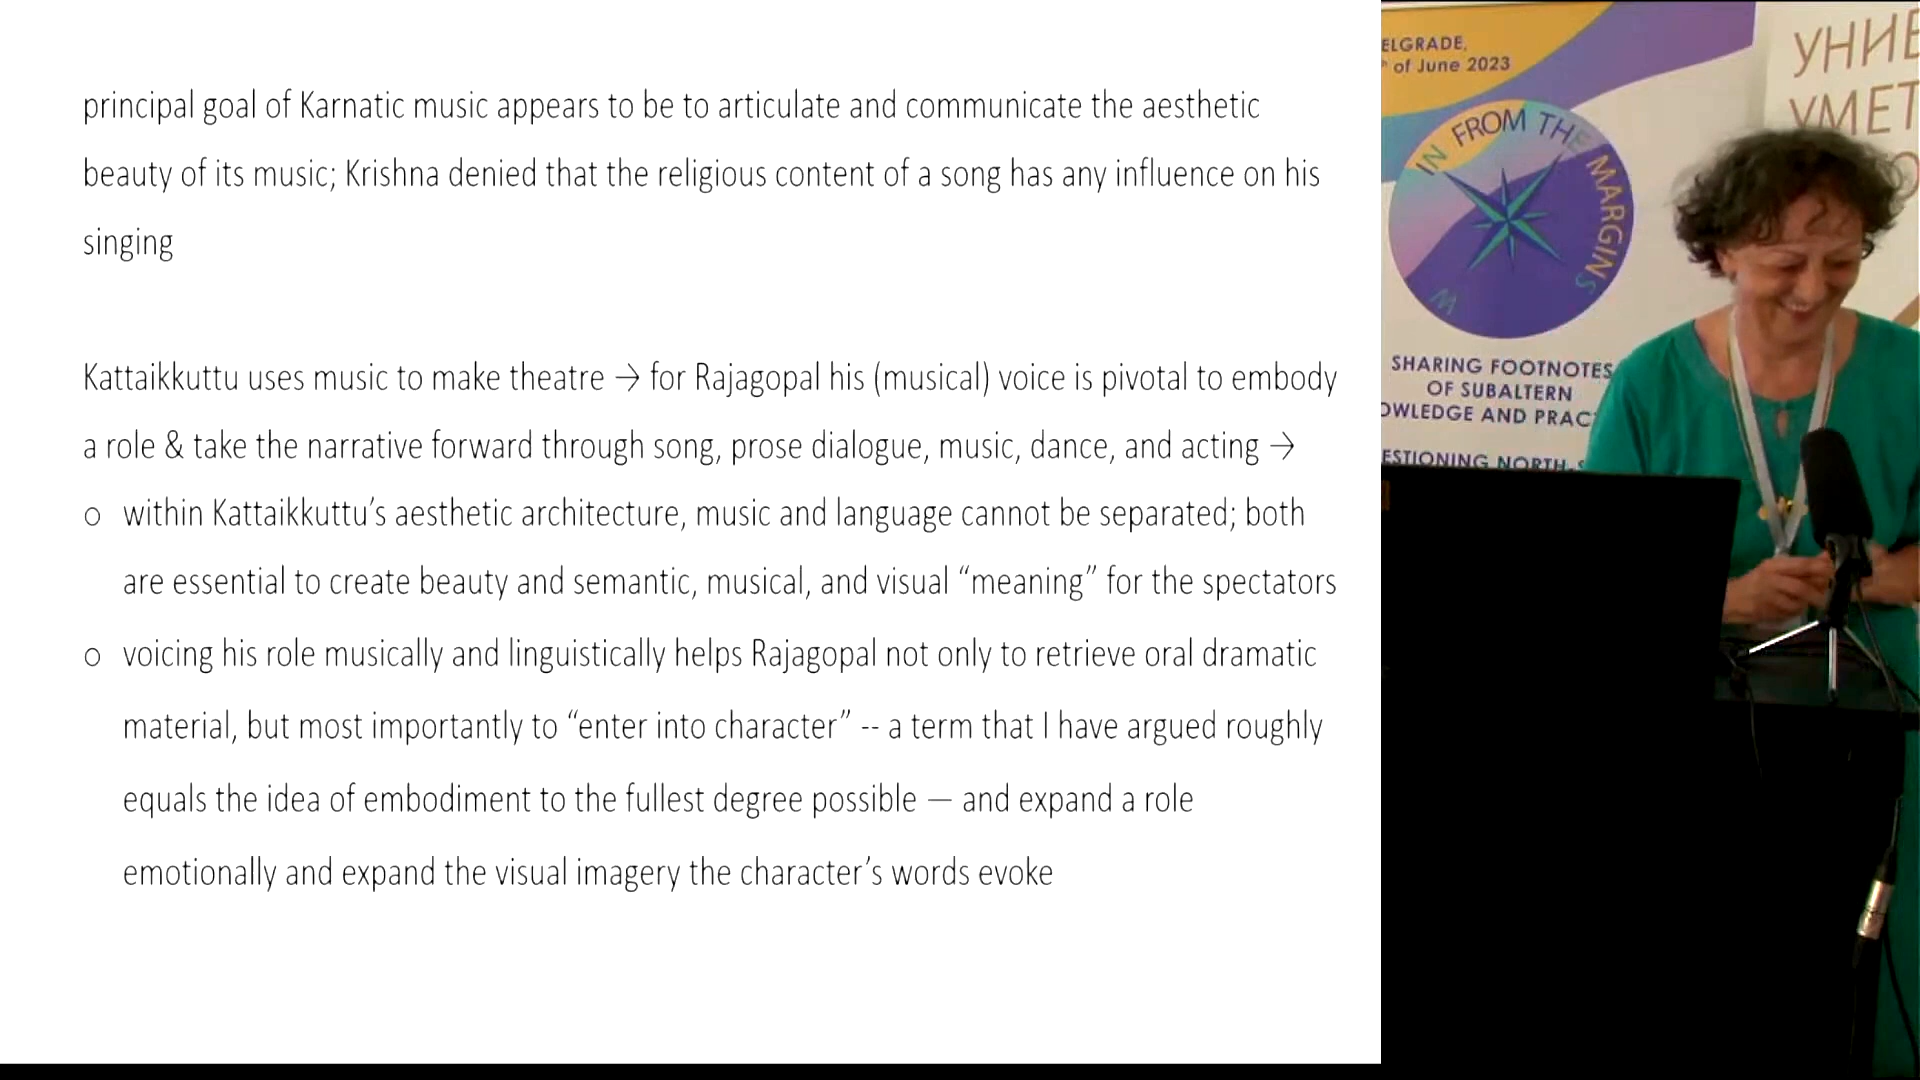 principal goal of Karnatic music appears to be to articulate and communicate the aesthetic
beauty of its music; Krishna denied that the religious content of a song has any influence on his
singing
Kattaikkuttu uses music to make theatre → for Rajagopal his (musical) voice is pivotal to embody
a role & take the narrative forward through song, prose dialogue, music, dance, and acting →
o within Kattaikkuttu’s aesthetic architecture, music and language cannot be separated; both
are essential to create beauty and semantic, musical, and visual “meaning” for the spectators
o voicing his role musically and linguistically helps Rajagopal not only to retrieve oral dramatic
material, but most importantly to “enter into character” -- a term that I have argued roughly
equals the idea of embodiment to the fullest degree possible — and expand a role
emotionally and expand the visual imagery the character’s words evoke
ELGRADE,
of June 2023
IN FROM THE MARGINS
W
SHARING FOOTNOTES
OF SUBALTERN
OWLEDGE AND PRAC
ESTIONING NORTH-S
УНИВ
УМЕТ